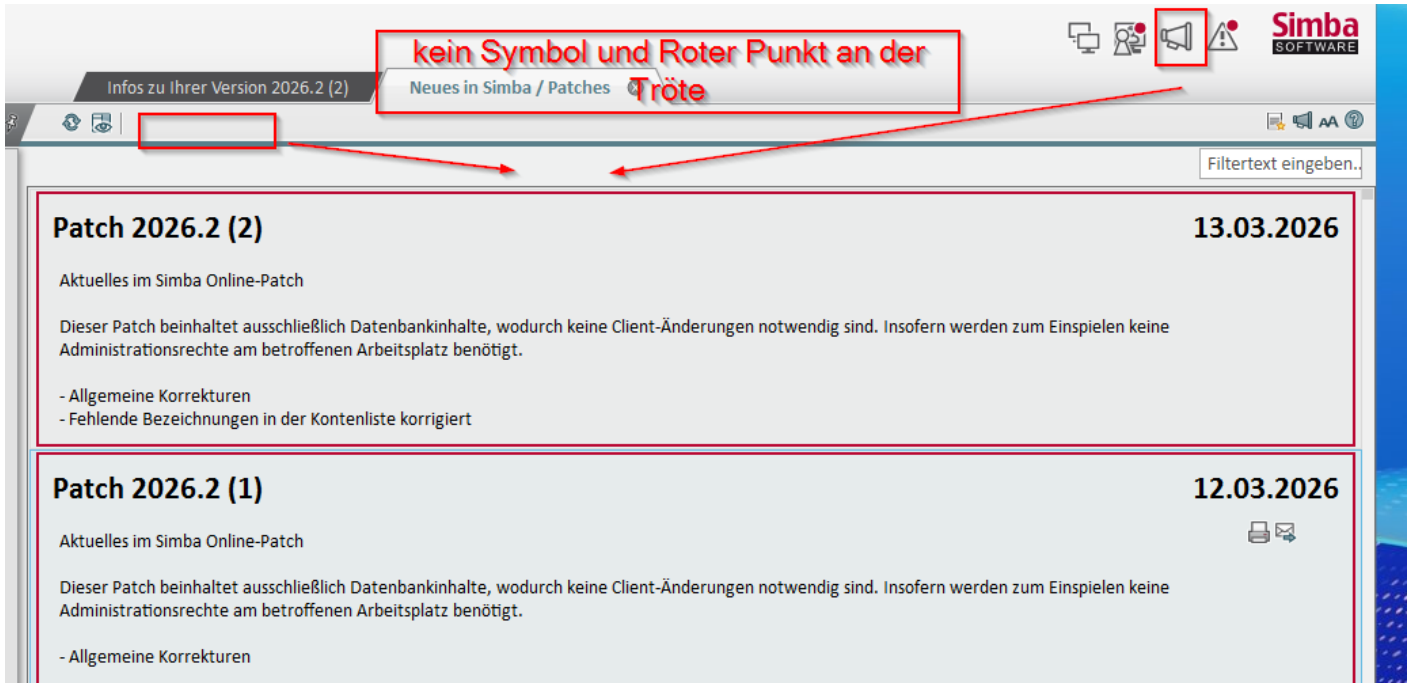 Simba
SOFTWARE
kein Symbol und Roter Punkt an der
Tröte
Infos zu Ihrer Version 2026.2 (2)
Neues in Simba / Patches
AA
Filtertext eingeben..
Patch 2026.2 (2)
13.03.2026
Aktuelles im Simba Online-Patch
Dieser Patch beinhaltet ausschließlich Datenbankinhalte, wodurch keine Client-Änderungen notwendig sind. Insofern werden zum Einspielen keine
Administrationsrechte am betroffenen Arbeitsplatz benötigt.
- Allgemeine Korrekturen
- Fehlende Bezeichnungen in der Kontenliste korrigiert
Patch 2026.2 (1)
12.03.2026
Aktuelles im Simba Online-Patch
Dieser Patch beinhaltet ausschließlich Datenbankinhalte, wodurch keine Client-Änderungen notwendig sind. Insofern werden zum Einspielen keine
Administrationsrechte am betroffenen Arbeitsplatz benötigt.
- Allgemeine Korrekturen